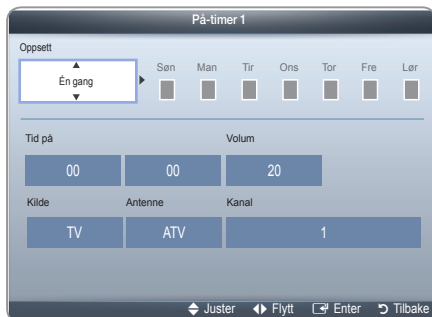 På-timer 1
Oppsett
Én gang Søn Man Tir Ons Tor Fre Lør
Tid på Volum
00 00 20
Kilde Antenne Kanal
TV ATV 1
Juster Flytt Enter Tilbake